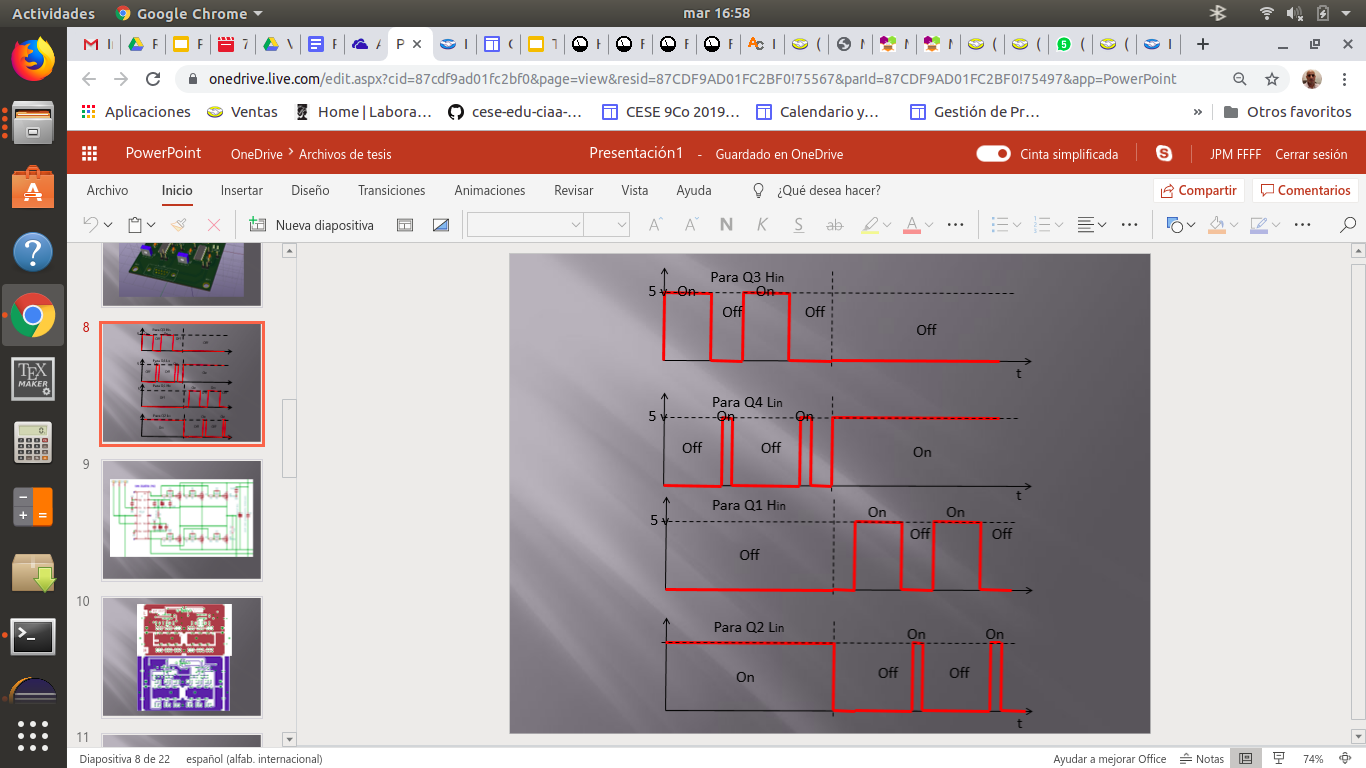 Actividades
Google Chrome
mar 16:58
onedrive.live.com/edit.aspx?cid=87cdf9ad01fc2bf0&page=view&resid=87CDF9AD01FC2BF0!75567&parId=87CDF9AD01FC2BF0!75497&app=PowerPoint
Aplicaciones
Ventas
Home | Labora…
cese-edu-ciaa-…
CESE 9Co 2019…
Calendario y…
Gestión de Pr…
»
Otros favoritos
PowerPoint
OneDrive > Archivos de tesis
Presentación1 - Guardado en OneDrive
Cinta simplificada
JPM FFFF
Cerrar sesión
Archivo
Inicio
Insertar
Diseño
Transiciones
Animaciones
Revisar
Vista
Ayuda
¿Qué desea hacer?
Compartir
Comentarios
Nueva diapositiva
N K S ab A
8
9
10
11
Para Q3 Hin
5 v
On
On
Off
Off
Off
t
Para Q4 Lin
5 v
On
On
Off
Off
On
t
Para Q1 Hin
5 v
On
On
Off
Off
Off
Para Q2 Lin
On
On
Off
Off
On
t
Diapositiva 8 de 22
español (alfab. internacional)
Ayudar a mejorar Office
Notas
74%